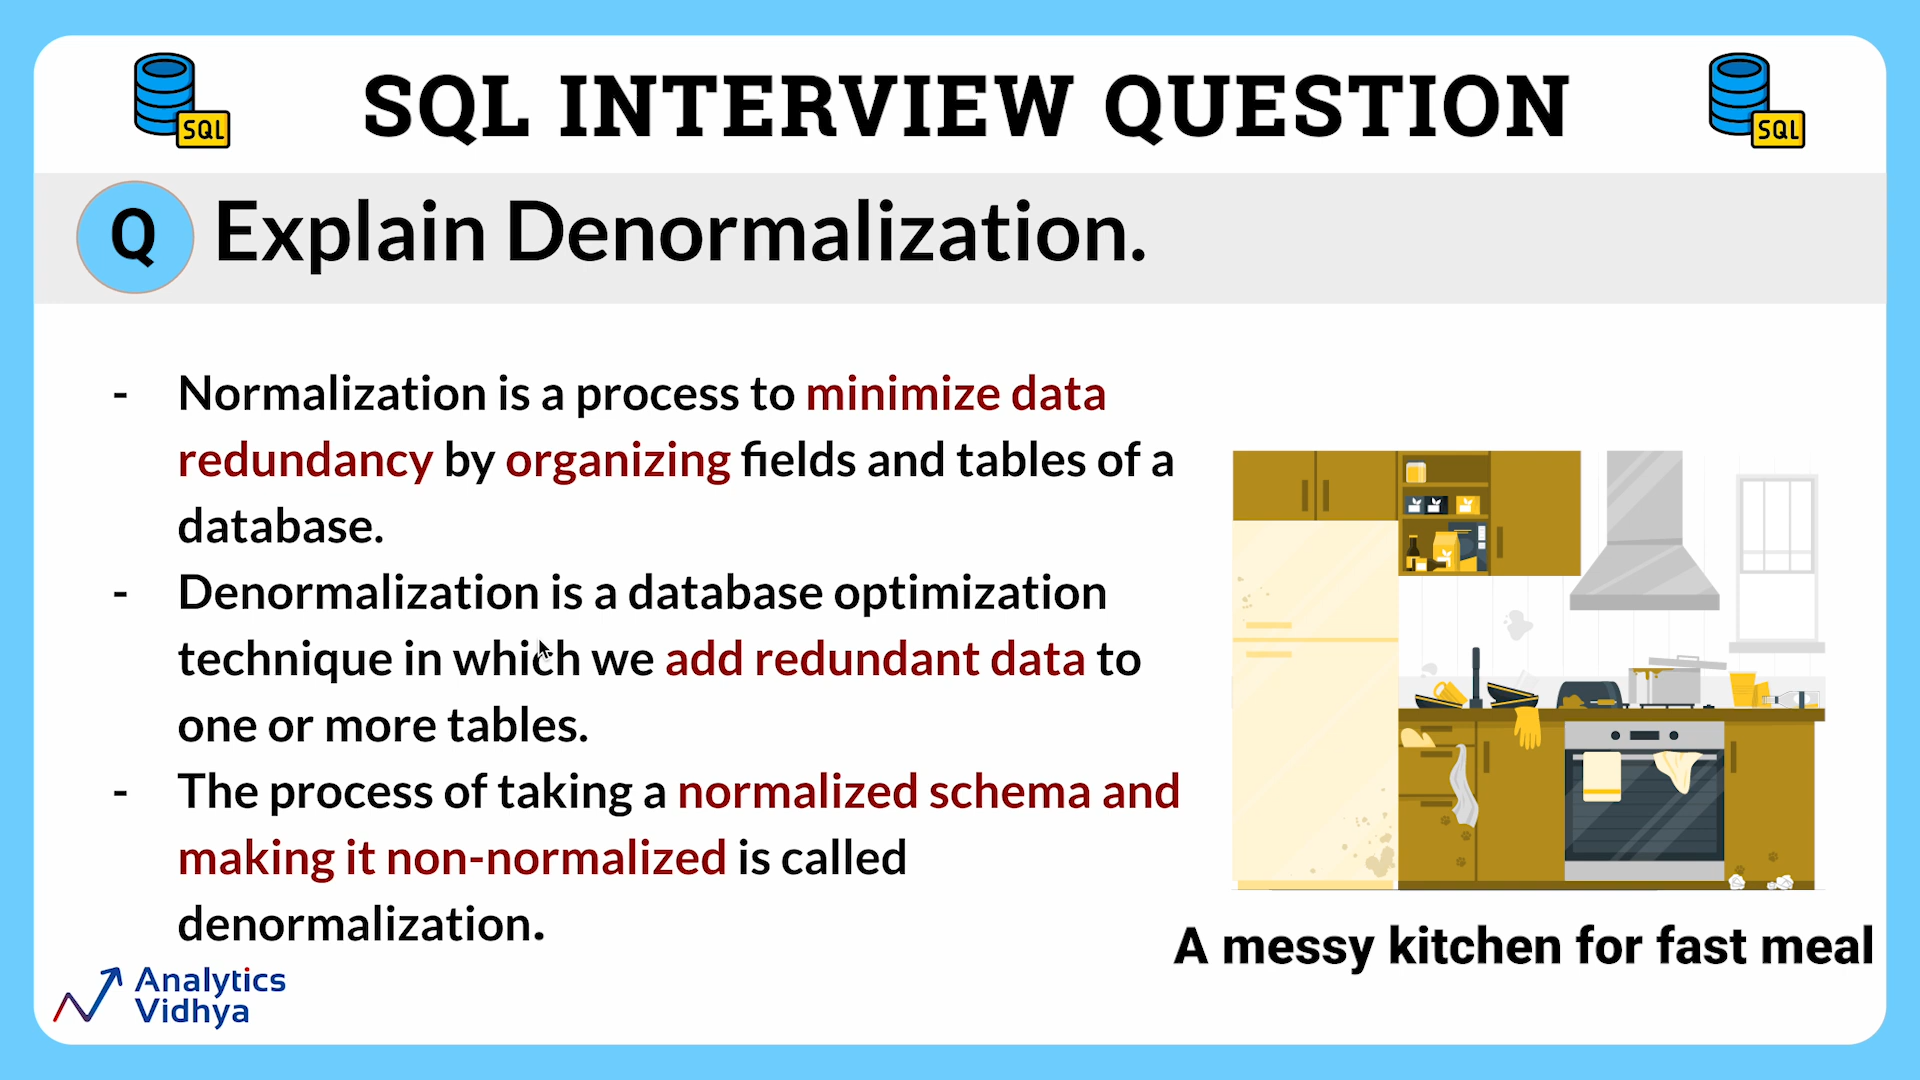 SQL
SQL INTERVIEW QUESTION
SQL
Q
Explain Denormalization.
- Normalization is a process to minimize data
redundancy by organizing fields and tables of a
database.
- Denormalization is a database optimization
technique in which we add redundant data to
one or more tables.
- The process of taking a normalized schema and
making it non-normalized is called
denormalization.
A messy kitchen for fast meal
Analytics
Vidhya